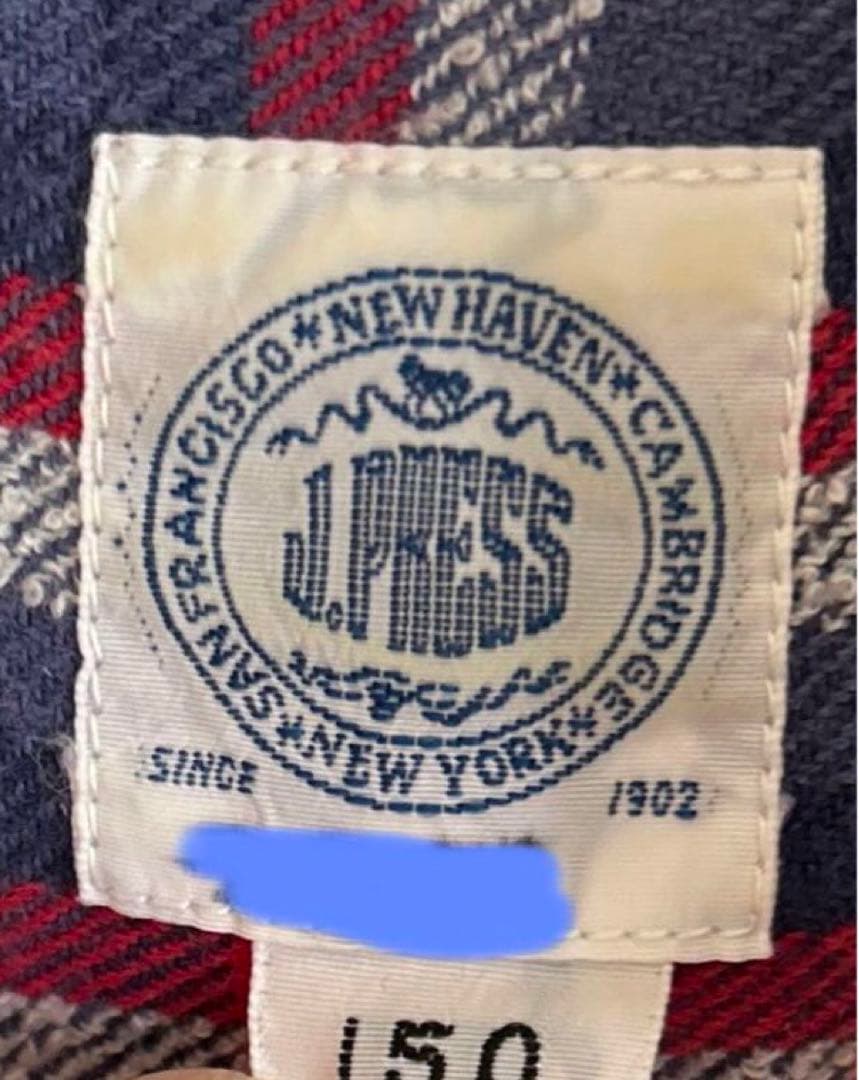 SAN FRANCISCO * NEW HAVEN * CAMBRIDGE * NEW YORK *
J.PRESS
SINCE 1902
150